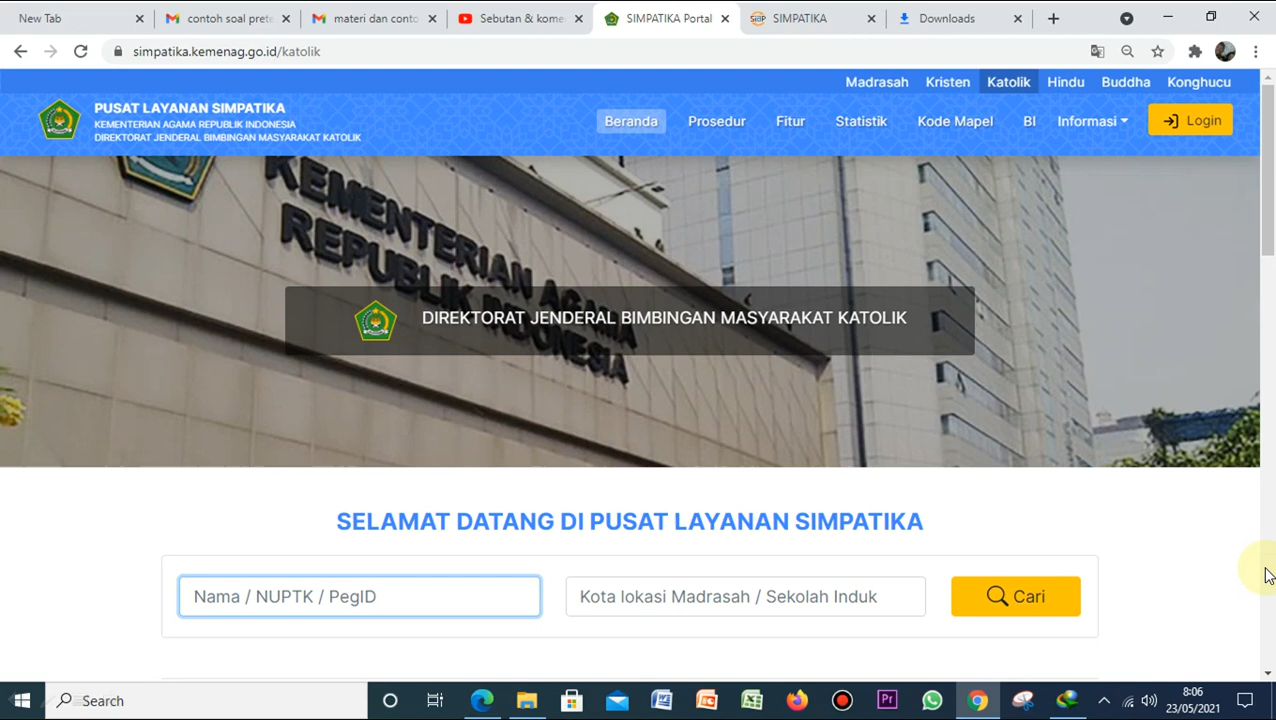 New Tab
contoh soal prete
materi dan conto
Sebutan & kome
SIMPATIKA Portal
SIAP SIMPATIKA
Downloads
simpatika.kemenag.go.id/katolik
Madrasah Kristen Katolik Hindu Buddha Konghucu
PUSAT LAYANAN SIMPATIKA
KEMENTERIAN AGAMA REPUBLIK INDONESIA
DIREKTORAT JENDERAL BIMBINGAN MASYARAKAT KATOLIK
Beranda Prosedur Fitur Statistik Kode Mapel BI Informasi Login
KEMENTERIAN AGAMA
REPUBLIK INDONESIA
DIREKTORAT JENDERAL BIMBINGAN MASYARAKAT KATOLIK
SELAMAT DATANG DI PUSAT LAYANAN SIMPATIKA
Nama / NUPTK / PegID
Kota lokasi Madrasah / Sekolah Induk
Cari
Search
Pr
8:06
23/05/2021